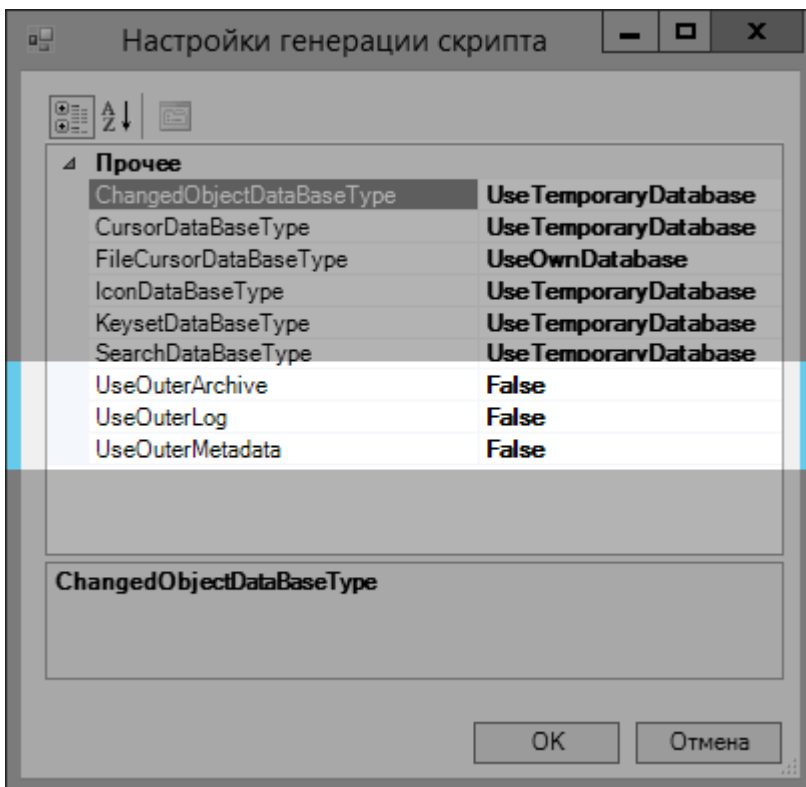 Настройки генерации скрипта
Прочее
ChangedObjectDataBaseType UseTemporaryDatabase
CursorDataBaseType UseTemporaryDatabase
FileCursorDataBaseType UseOwnDatabase
IconDataBaseType UseTemporaryDatabase
KeysetDataBaseType UseTemporaryDatabase
SearchDataBaseType UseTemporaryDatabase
UseOuterArchive False
UseOuterLog False
UseOuterMetadata False
ChangedObjectDataBaseType
OK Отмена